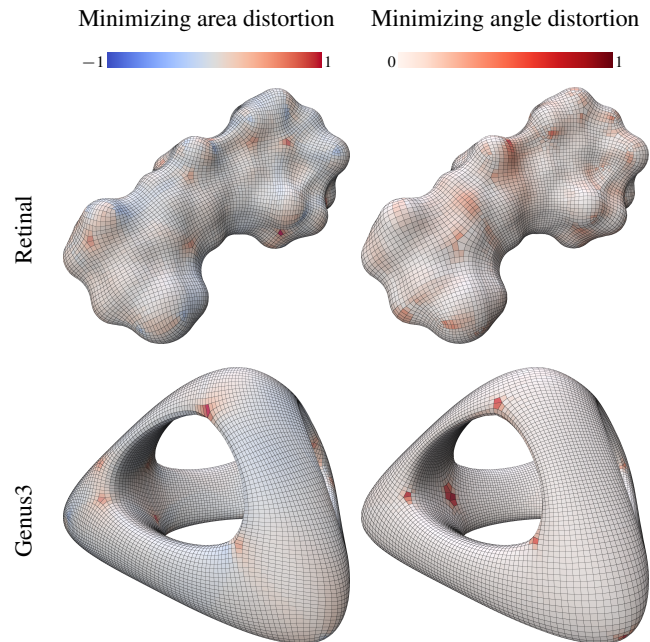 Minimizing area distortion Minimizing angle distortion
−1 1 0 1
Retinal
Genus3